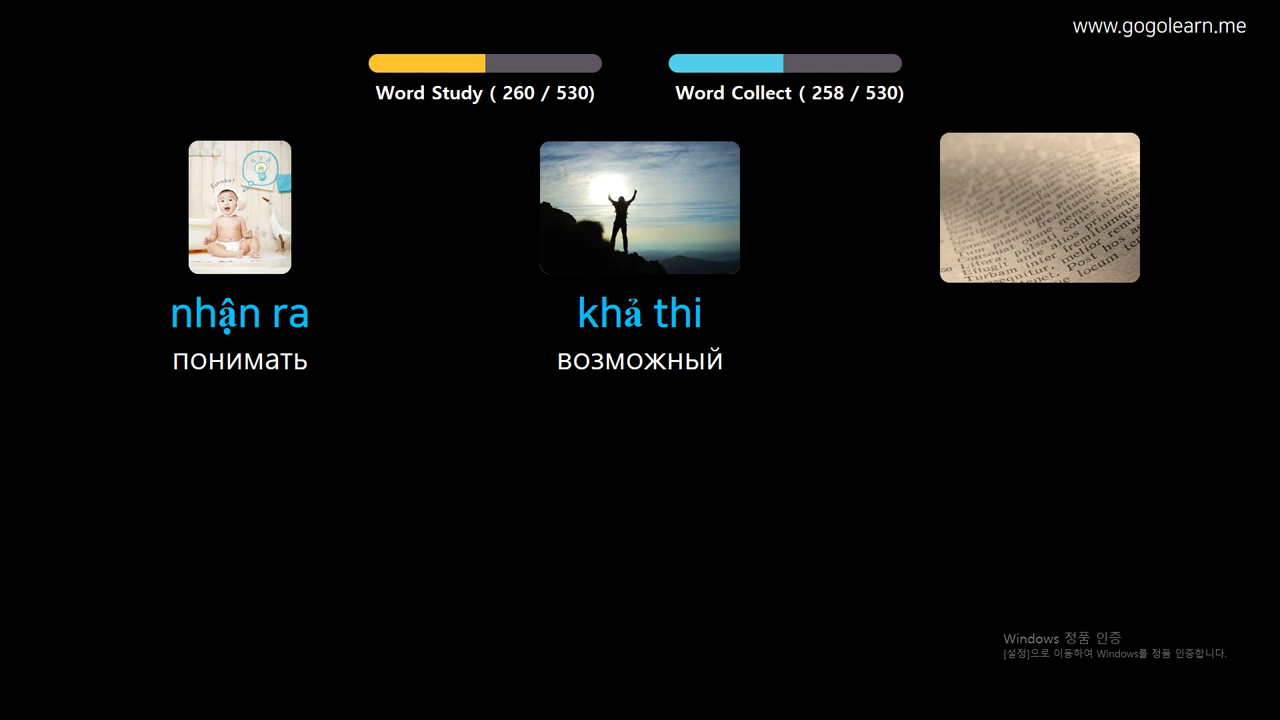 www.gogolearn.me
Word Study ( 260 / 530)
Word Collect ( 258 / 530)
Eureka!
nhận ra
понимать
khả thi
возможный
Windows 정품 인증
[설정]으로 이동하여 Windows를 정품 인증합니다.